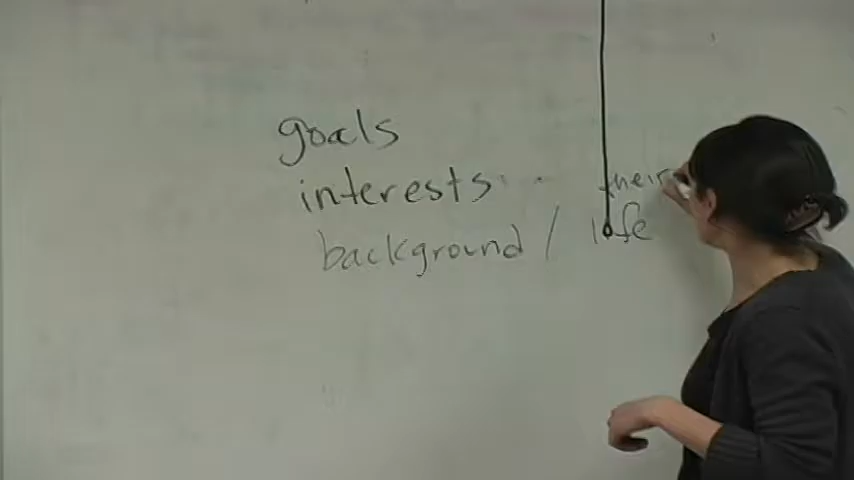 goals
interests their
background / life